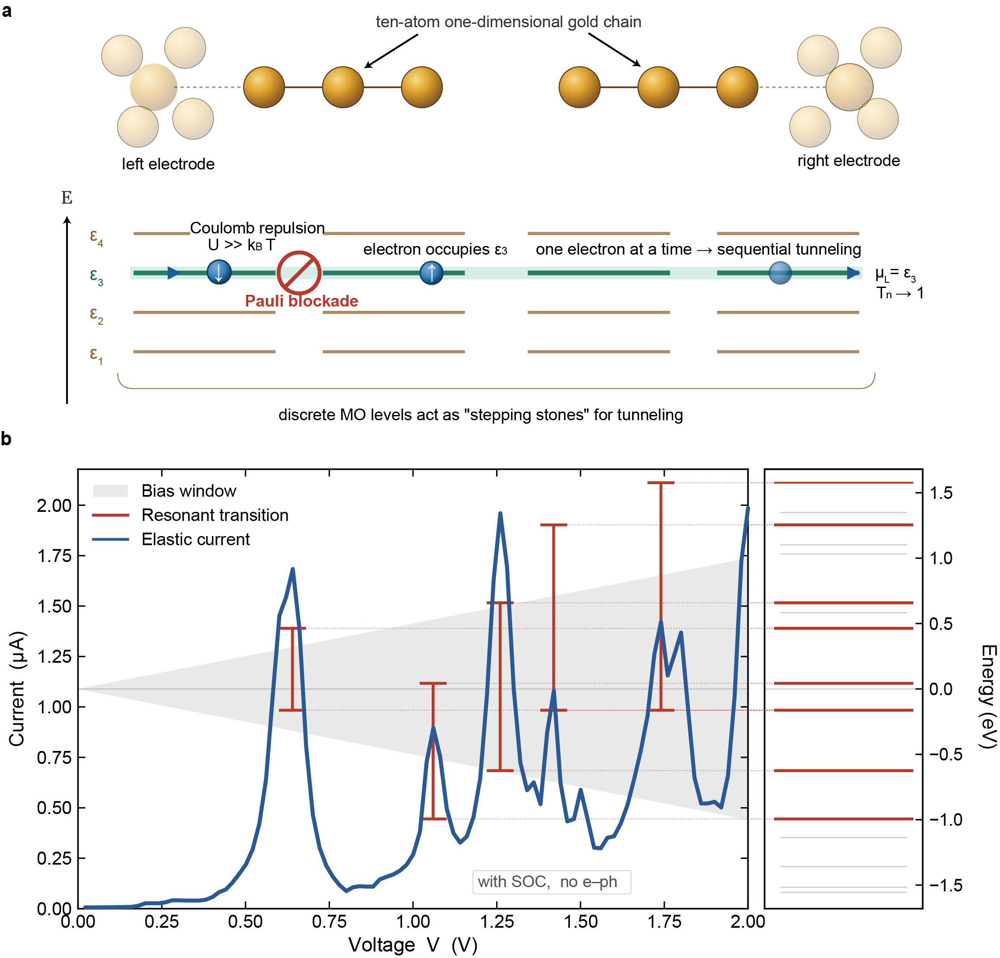 a
ten-atom one-dimensional gold chain
left electrode
right electrode
E
ε4
Coulomb repulsion
U >> kB T
electron occupies ε3
one electron at a time → sequential tunneling
ε3
↓
↑
μL= ε3
Tn → 1
Pauli blockade
ε2
ε1
discrete MO levels act as "stepping stones" for tunneling
b
Bias window
Resonant transition
Elastic current
2.00
1.75
1.50
1.25
1.00
0.75
0.50
0.25
0.00
Current (μA)
with SOC, no e–ph
0.00 0.25 0.50 0.75 1.00 1.25 1.50 1.75 2.00
Voltage V (V)
1.5
1.0
0.5
0.0
−0.5
−1.0
−1.5
Energy (eV)